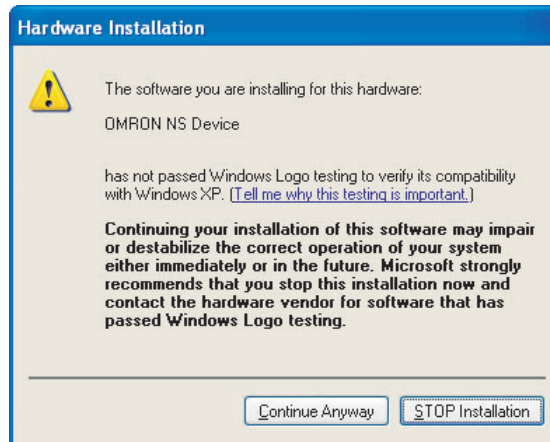 Hardware Installation
The software you are installing for this hardware:
OMRON NS Device
has not passed Windows Logo testing to verify its compatibility
with Windows XP. (Tell me why this testing is important.)
Continuing your installation of this software may impair
or destabilize the correct operation of your system
either immediately or in the future. Microsoft strongly
recommends that you stop this installation now and
contact the hardware vendor for software that has
passed Windows Logo testing.
Continue Anyway STOP Installation